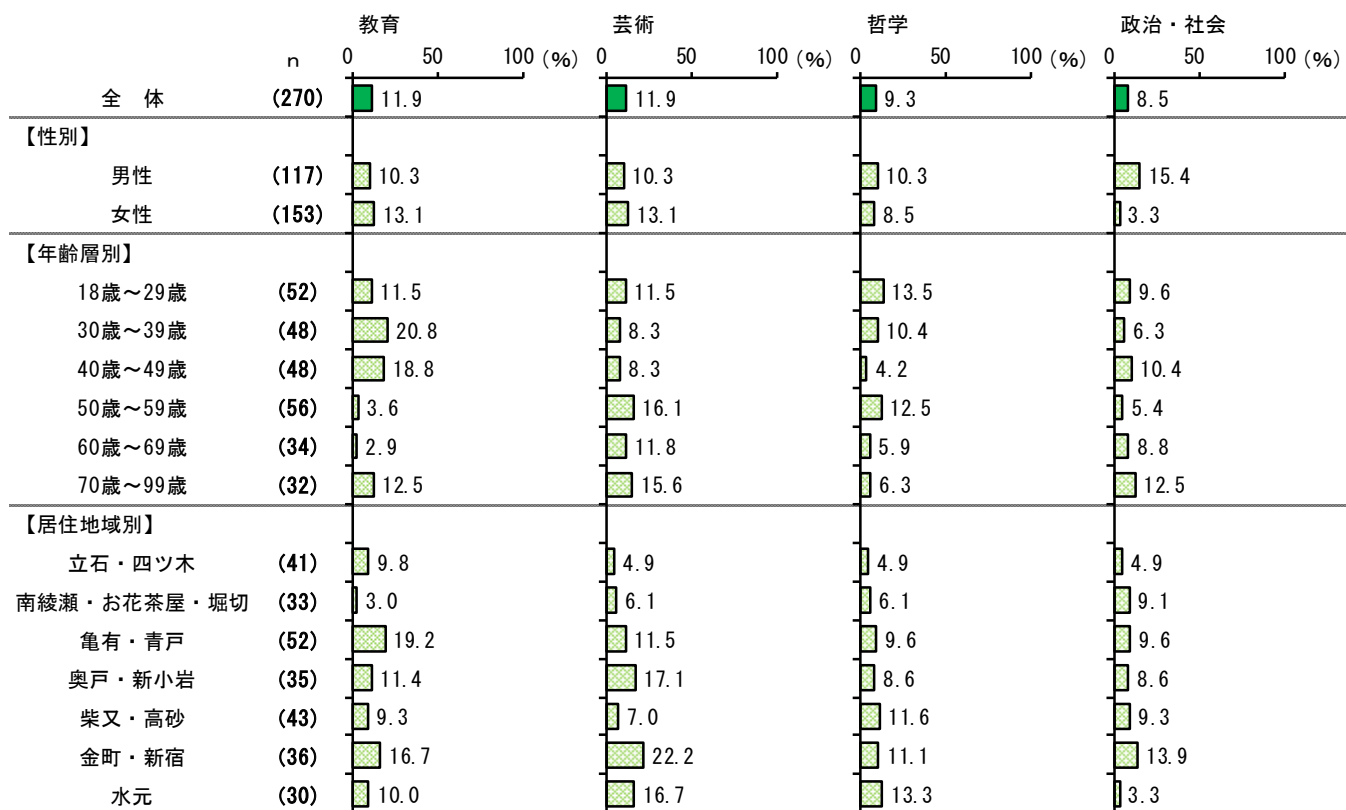 教育 芸術 哲学 政治・社会
n 0 50 100 (%) 0 50 100 (%) 0 50 100 (%) 0 50 100 (%)
全 体 (270) 11.9 11.9 9.3 8.5
【性別】
男性 (117) 10.3 10.3 10.3 15.4
女性 (153) 13.1 13.1 8.5 3.3
【年齢層別】
18歳～29歳 (52) 11.5 11.5 13.5 9.6
30歳～39歳 (48) 20.8 8.3 10.4 6.3
40歳～49歳 (48) 18.8 8.3 4.2 10.4
50歳～59歳 (56) 3.6 16.1 12.5 5.4
60歳～69歳 (34) 2.9 11.8 5.9 8.8
70歳～99歳 (32) 12.5 15.6 6.3 12.5
【居住地域別】
立石・四ツ木 (41) 9.8 4.9 4.9 4.9
南綾瀬・お花茶屋・堀切 (33) 3.0 6.1 6.1 9.1
亀有・青戸 (52) 19.2 11.5 9.6 9.6
奥戸・新小岩 (35) 11.4 17.1 8.6 8.6
柴又・高砂 (43) 9.3 7.0 11.6 9.3
金町・新宿 (36) 16.7 22.2 11.1 13.9
水元 (30) 10.0 16.7 13.3 3.3